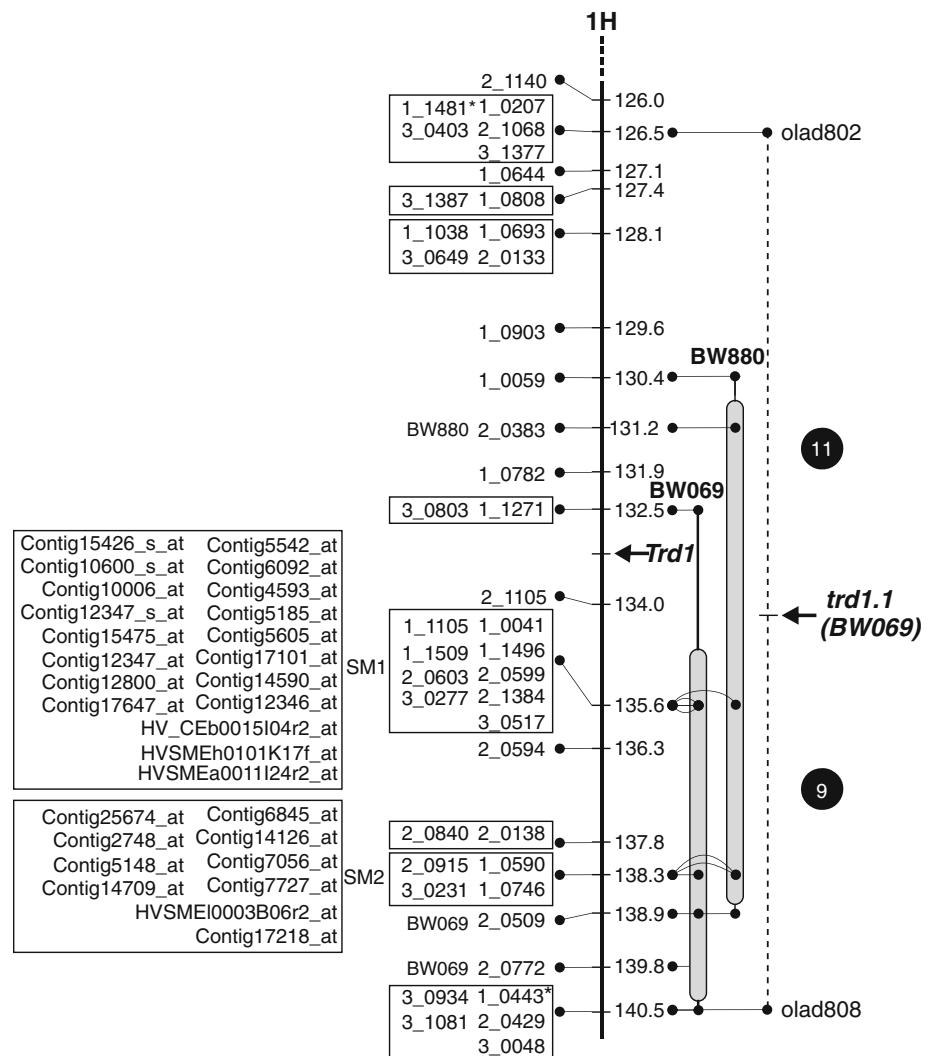 1H
2_1140
126.0
1_1481* 1_0207
3_0403 2_1068
126.5
olad802
3_1377
1_0644
127.1
127.4
3_1387 1_0808
1_1038 1_0693
128.1
3_0649 2_0133
1_0903
129.6
BW880
1_0059
130.4
BW880 2_0383
131.2
11
1_0782
131.9
BW069
3_0803 1_1271
132.5
Trd1
Contig15426_s_at Contig5542_at
Contig10600_s_at Contig6092_at
Contig10006_at Contig4593_at
Contig12347_s_at Contig5185_at
Contig15475_at Contig5605_at
Contig12347_at Contig17101_at
Contig12800_at Contig14590_at
Contig17647_at Contig12346_at
HV_CEb0015I04r2_at
HVSMEh0101K17f_at
HVSMEa0011I24r2_at
SM1
2_1105
134.0
trd1.1
(BW069)
1_1105 1_0041
1_1509 1_1496
2_0603 2_0599
3_0277 2_1384
3_0517
135.6
2_0594
136.3
9
Contig25674_at Contig6845_at
Contig2748_at Contig14126_at
Contig5148_at Contig7056_at
Contig14709_at Contig7727_at
HVSMEl0003B06r2_at
Contig17218_at
SM2
2_0840 2_0138
137.8
2_0915 1_0590
138.3
3_0231 1_0746
BW069 2_0509
138.9
BW069 2_0772
139.8
3_0934 1_0443*
140.5
olad808
3_1081 2_0429
3_0048